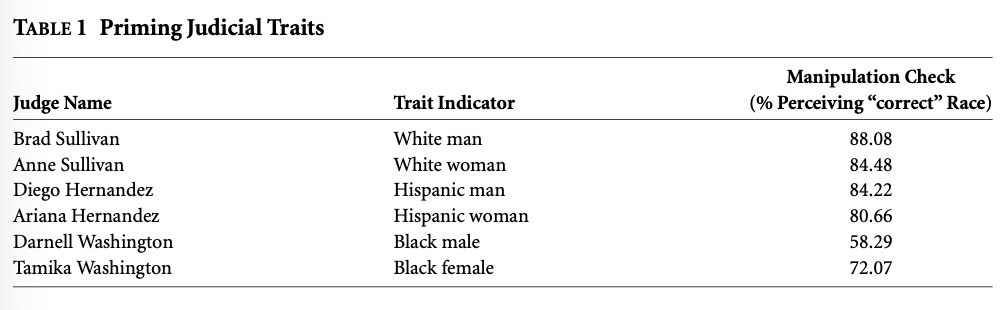 TABLE 1 Priming Judicial Traits
Manipulation Check
Judge Name Trait Indicator (% Perceiving “correct” Race)
Brad Sullivan White man 88.08
Anne Sullivan White woman 84.48
Diego Hernandez Hispanic man 84.22
Ariana Hernandez Hispanic woman 80.66
Darnell Washington Black male 58.29
Tamika Washington Black female 72.07